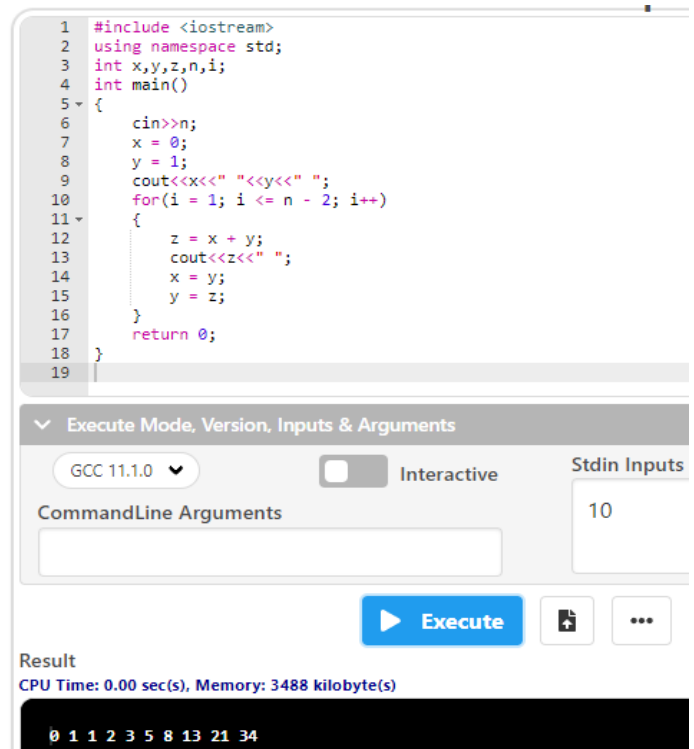 1 #include <iostream>
2 using namespace std;
3 int x,y,z,n,i;
4 int main()
5 {
6 cin>>n;
7 x = 0;
8 y = 1;
9 cout<<x<<" "<<y<<" ";
10 for(i = 1; i <= n - 2; i++)
11 {
12 z = x + y;
13 cout<<z<<" ";
14 x = y;
15 y = z;
16 }
17 return 0;
18 }
19
Execute Mode, Version, Inputs & Arguments
GCC 11.1.0
Interactive
Stdin Inputs
CommandLine Arguments
10
Execute
Result
CPU Time: 0.00 sec(s), Memory: 3488 kilobyte(s)
0 1 1 2 3 5 8 13 21 34